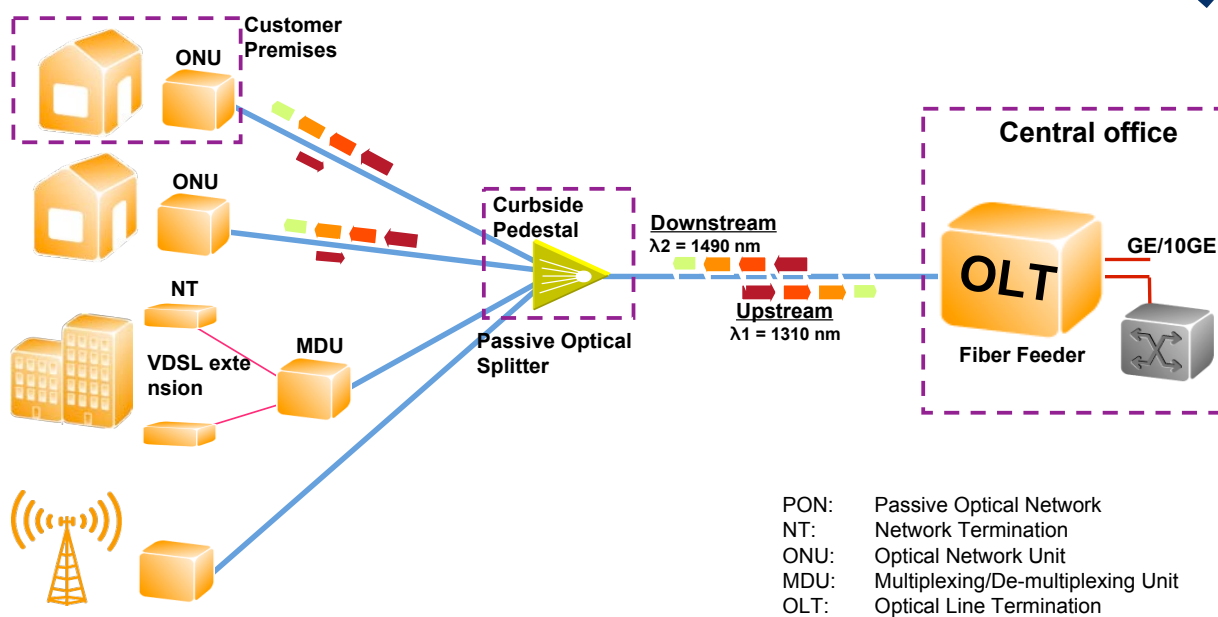 Customer
Premises
ONU
ONU
NT
VDSL exte
nsion
MDU
Curbside
Pedestal
Passive Optical
Splitter
Downstream
λ2 = 1490 nm
Upstream
λ1 = 1310 nm
Central office
OLT
GE/10GE
Fiber Feeder
PON: Passive Optical Network
NT: Network Termination
ONU: Optical Network Unit
MDU: Multiplexing/De-multiplexing Unit
OLT: Optical Line Termination